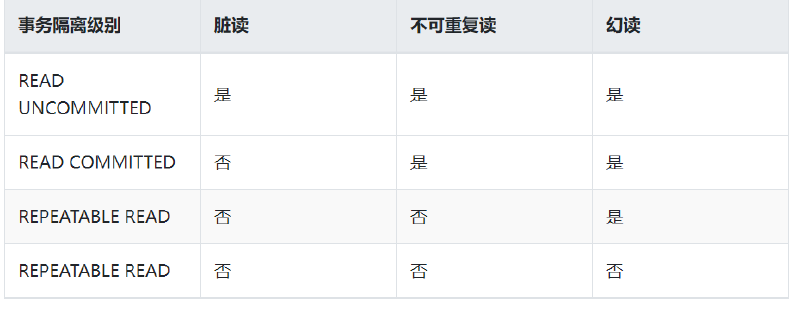 事务隔离级别 脏读 不可重复读 幻读
READ
UNCOMMITTED 是 是 是
READ COMMITTED 否 是 是
REPEATABLE READ 否 否 是
REPEATABLE READ 否 否 否